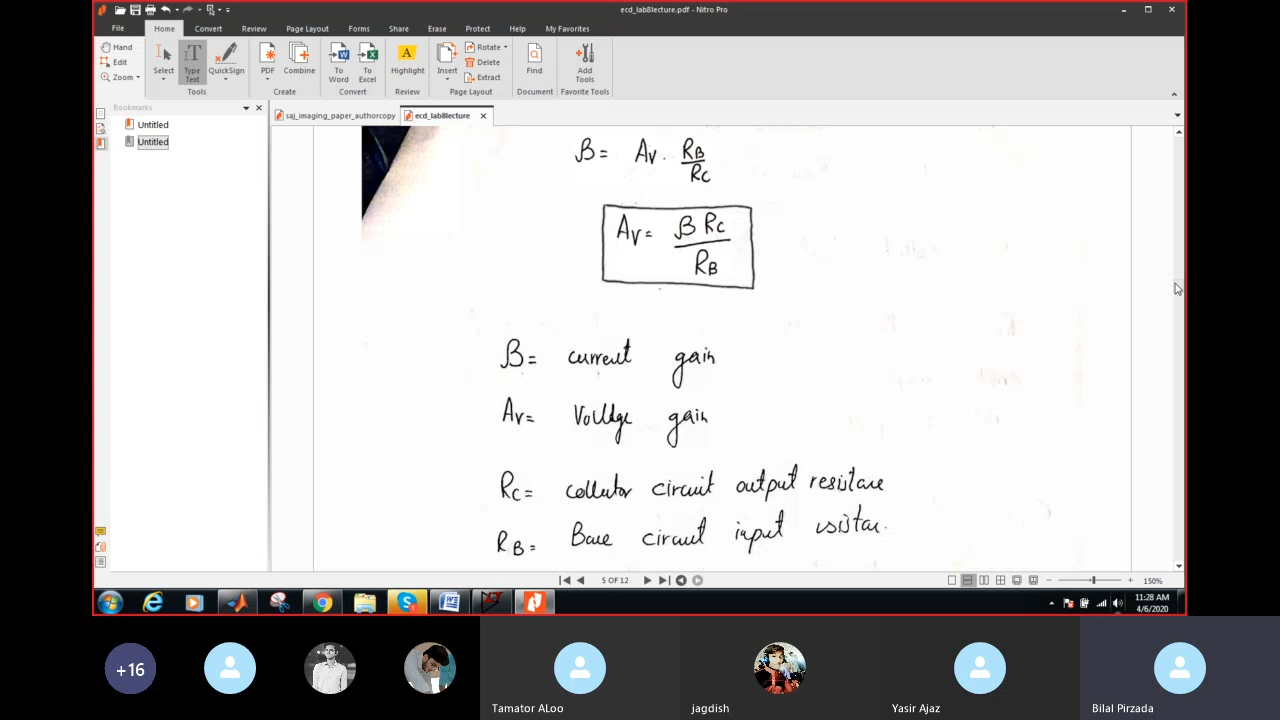 ecd_lab8lecture.pdf - Nitro Pro
File Home Convert Review Page Layout Forms Share Erase Protect Help My Favorites
Hand
Edit
Zoom
Select
Type Text
QuickSign
PDF
Combine
To Word
To Excel
Highlight
Insert
Rotate
Delete
Extract
Find
Add Tools
Tools Create Convert Review Page Layout Document Favorite Tools
Bookmarks
Untitled
Untitled
saj_imaging_paper_authorcopy
ecd_lab8lecture
β = Av . RB / RC
Av = β RC / RB
β = current gain
Av = Voltage gain
RC = collector circuit output resistance
RB = Base circuit input resistance
5 OF 12
150%
11:28 AM
4/6/2020
+16
Tamator ALoo
jagdish
Yasir Ajaz
Bilal Pirzada